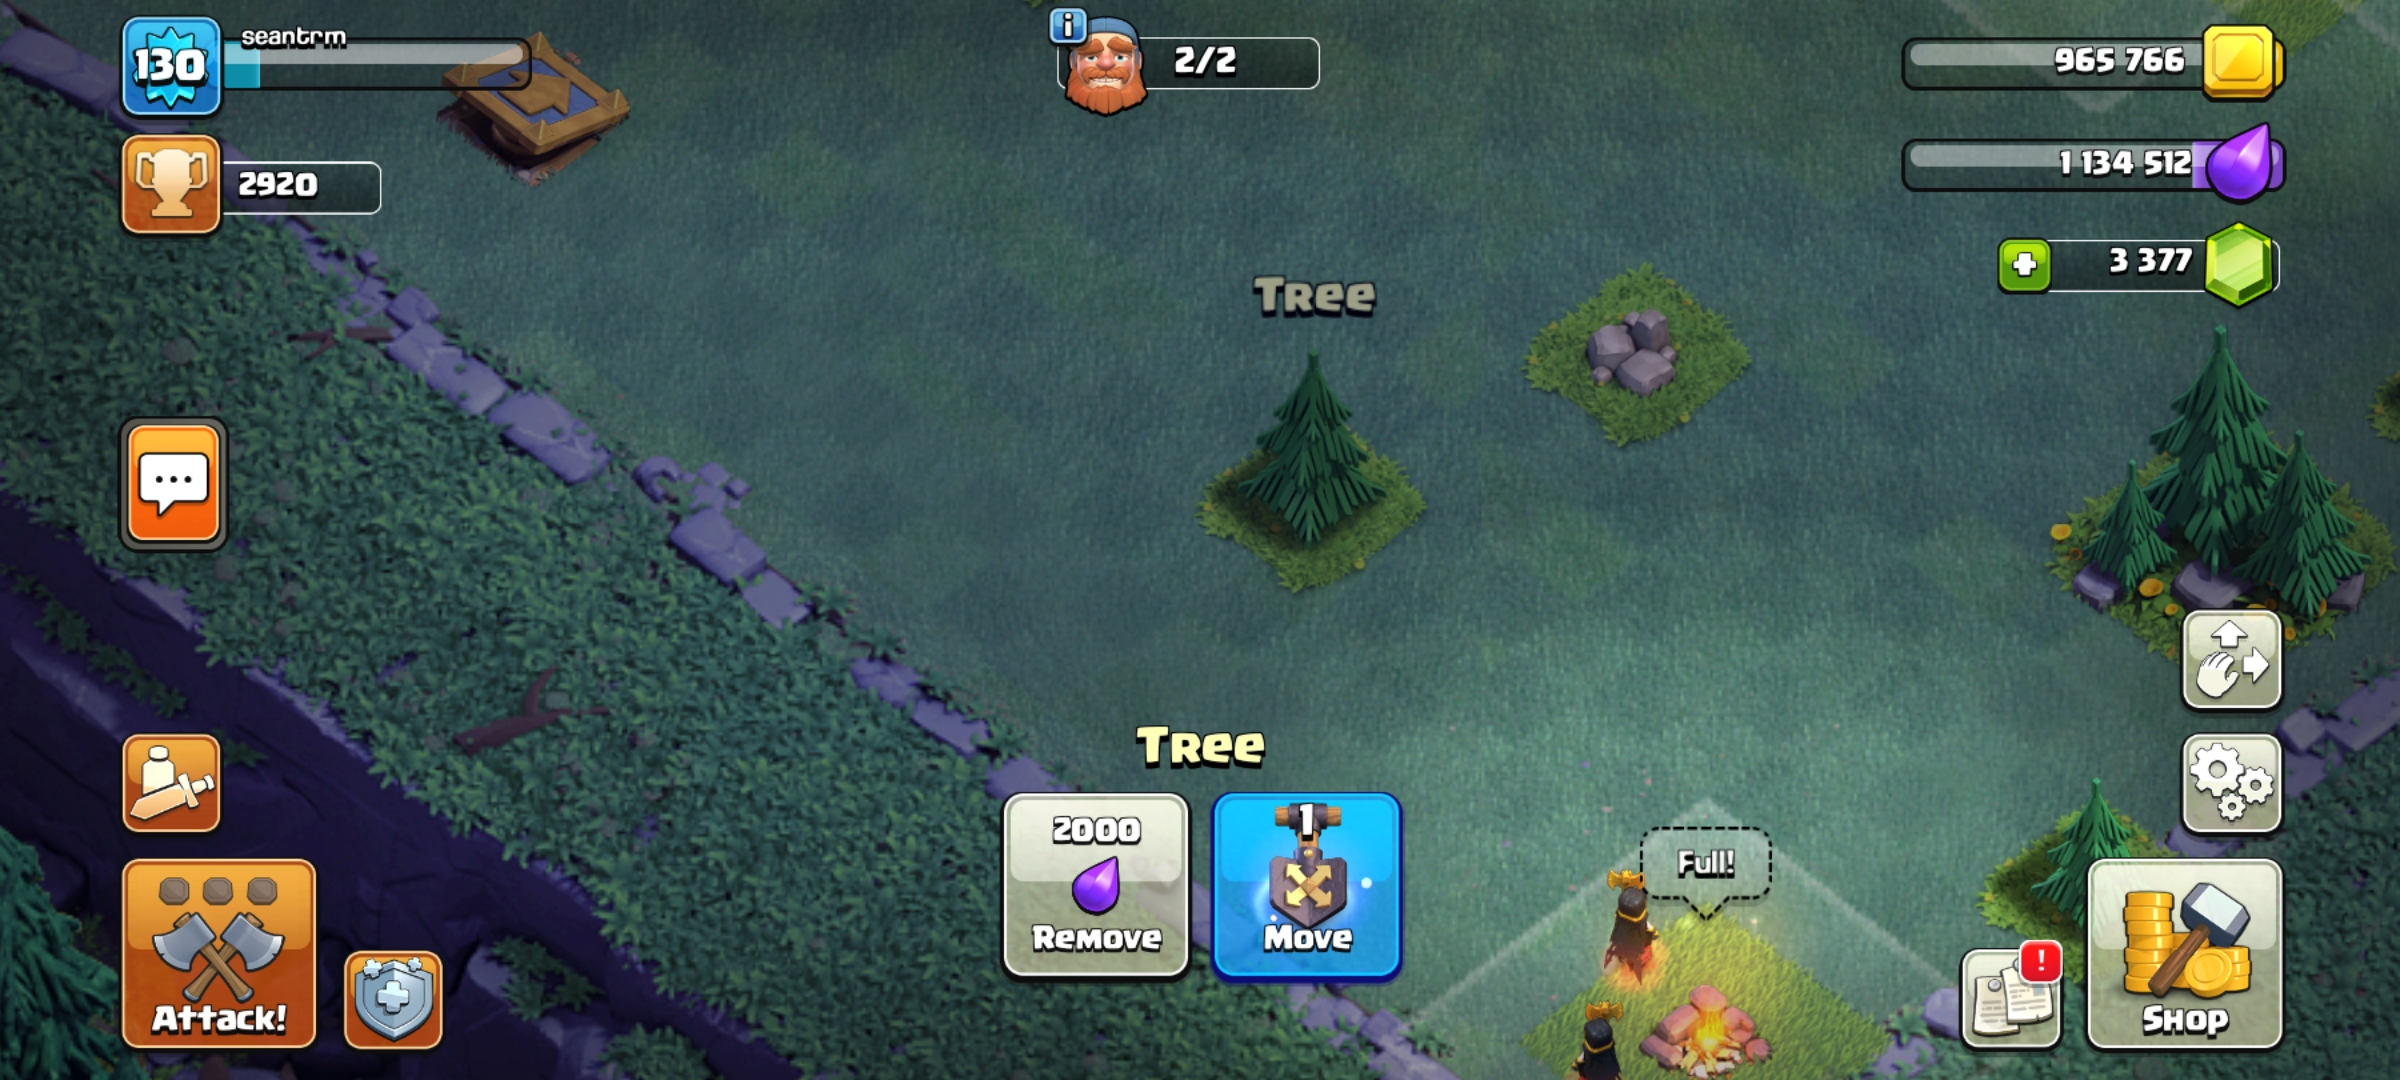 130
seantrm
2/2
965 766
2920
1 134 512
3 377
Tree
Tree
2000
Remove
1
Move
Full!
Attack!
!
Shop